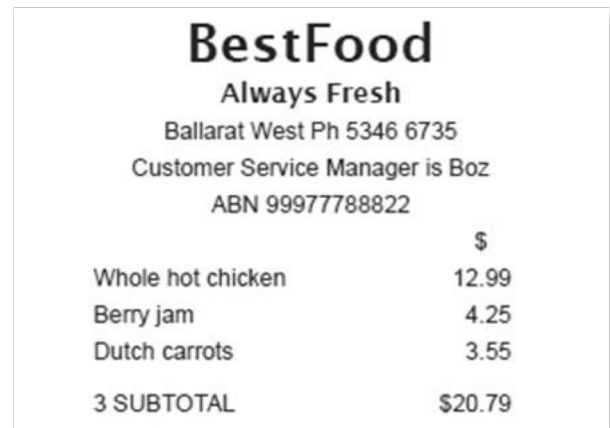 BestFood
Always Fresh
Ballarat West Ph 5346 6735
Customer Service Manager is Boz
ABN 99977788822
$
Whole hot chicken 12.99
Berry jam 4.25
Dutch carrots 3.55
3 SUBTOTAL $20.79